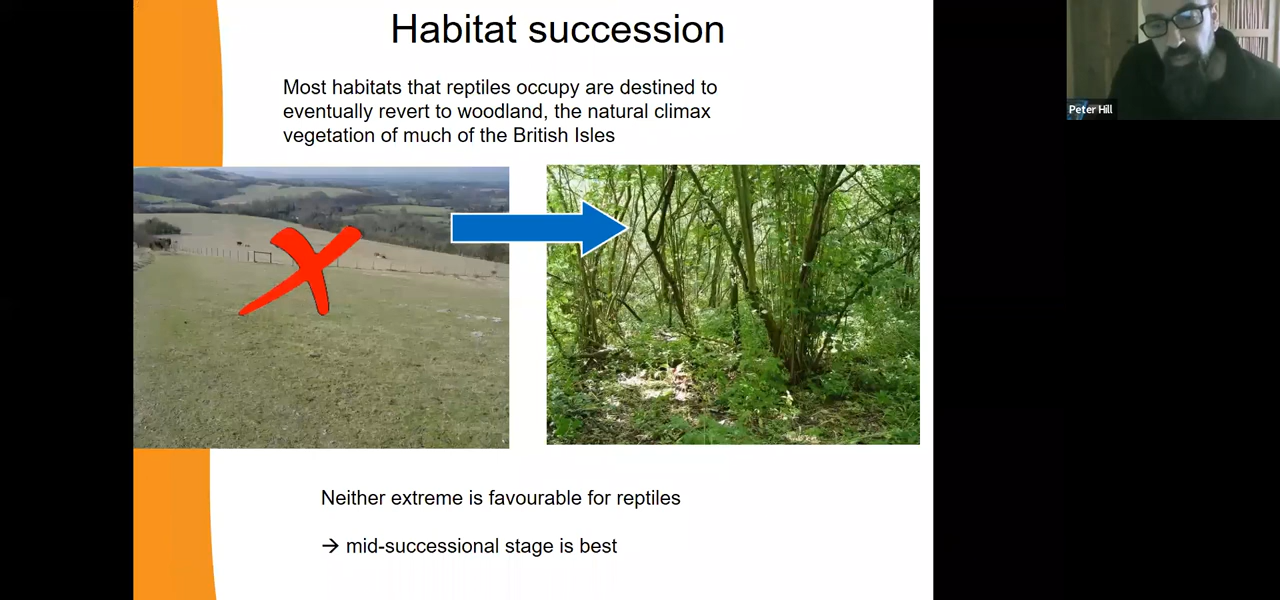 Habitat succession
Most habitats that reptiles occupy are destined to
eventually revert to woodland, the natural climax
vegetation of much of the British Isles
Neither extreme is favourable for reptiles
→ mid-successional stage is best
Peter Hill